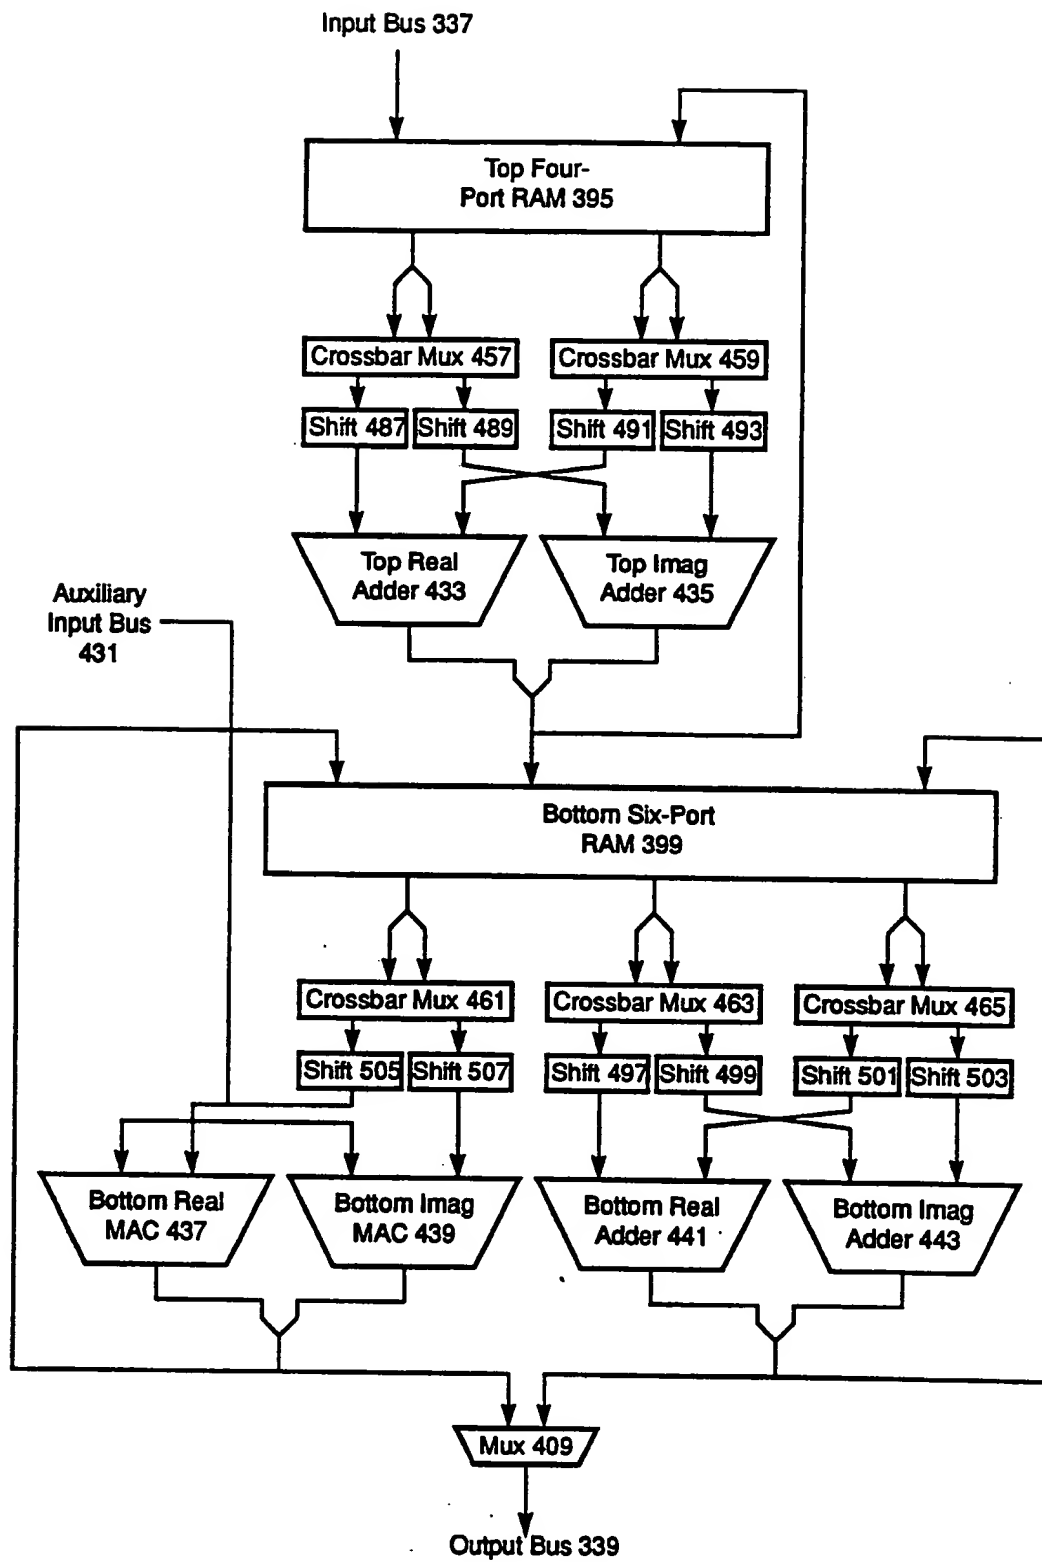 Input Bus 337
Top Four-
Port RAM 395
Crossbar Mux 457
Crossbar Mux 459
Shift 487
Shift 489
Shift 491
Shift 493
Top Real
Adder 433
Top Imag
Adder 435
Auxiliary
Input Bus
431
Bottom Six-Port
RAM 399
Crossbar Mux 461
Crossbar Mux 463
Crossbar Mux 465
Shift 505
Shift 507
Shift 497
Shift 499
Shift 501
Shift 503
Bottom Real
MAC 437
Bottom Imag
MAC 439
Bottom Real
Adder 441
Bottom Imag
Adder 443
Mux 409
Output Bus 339